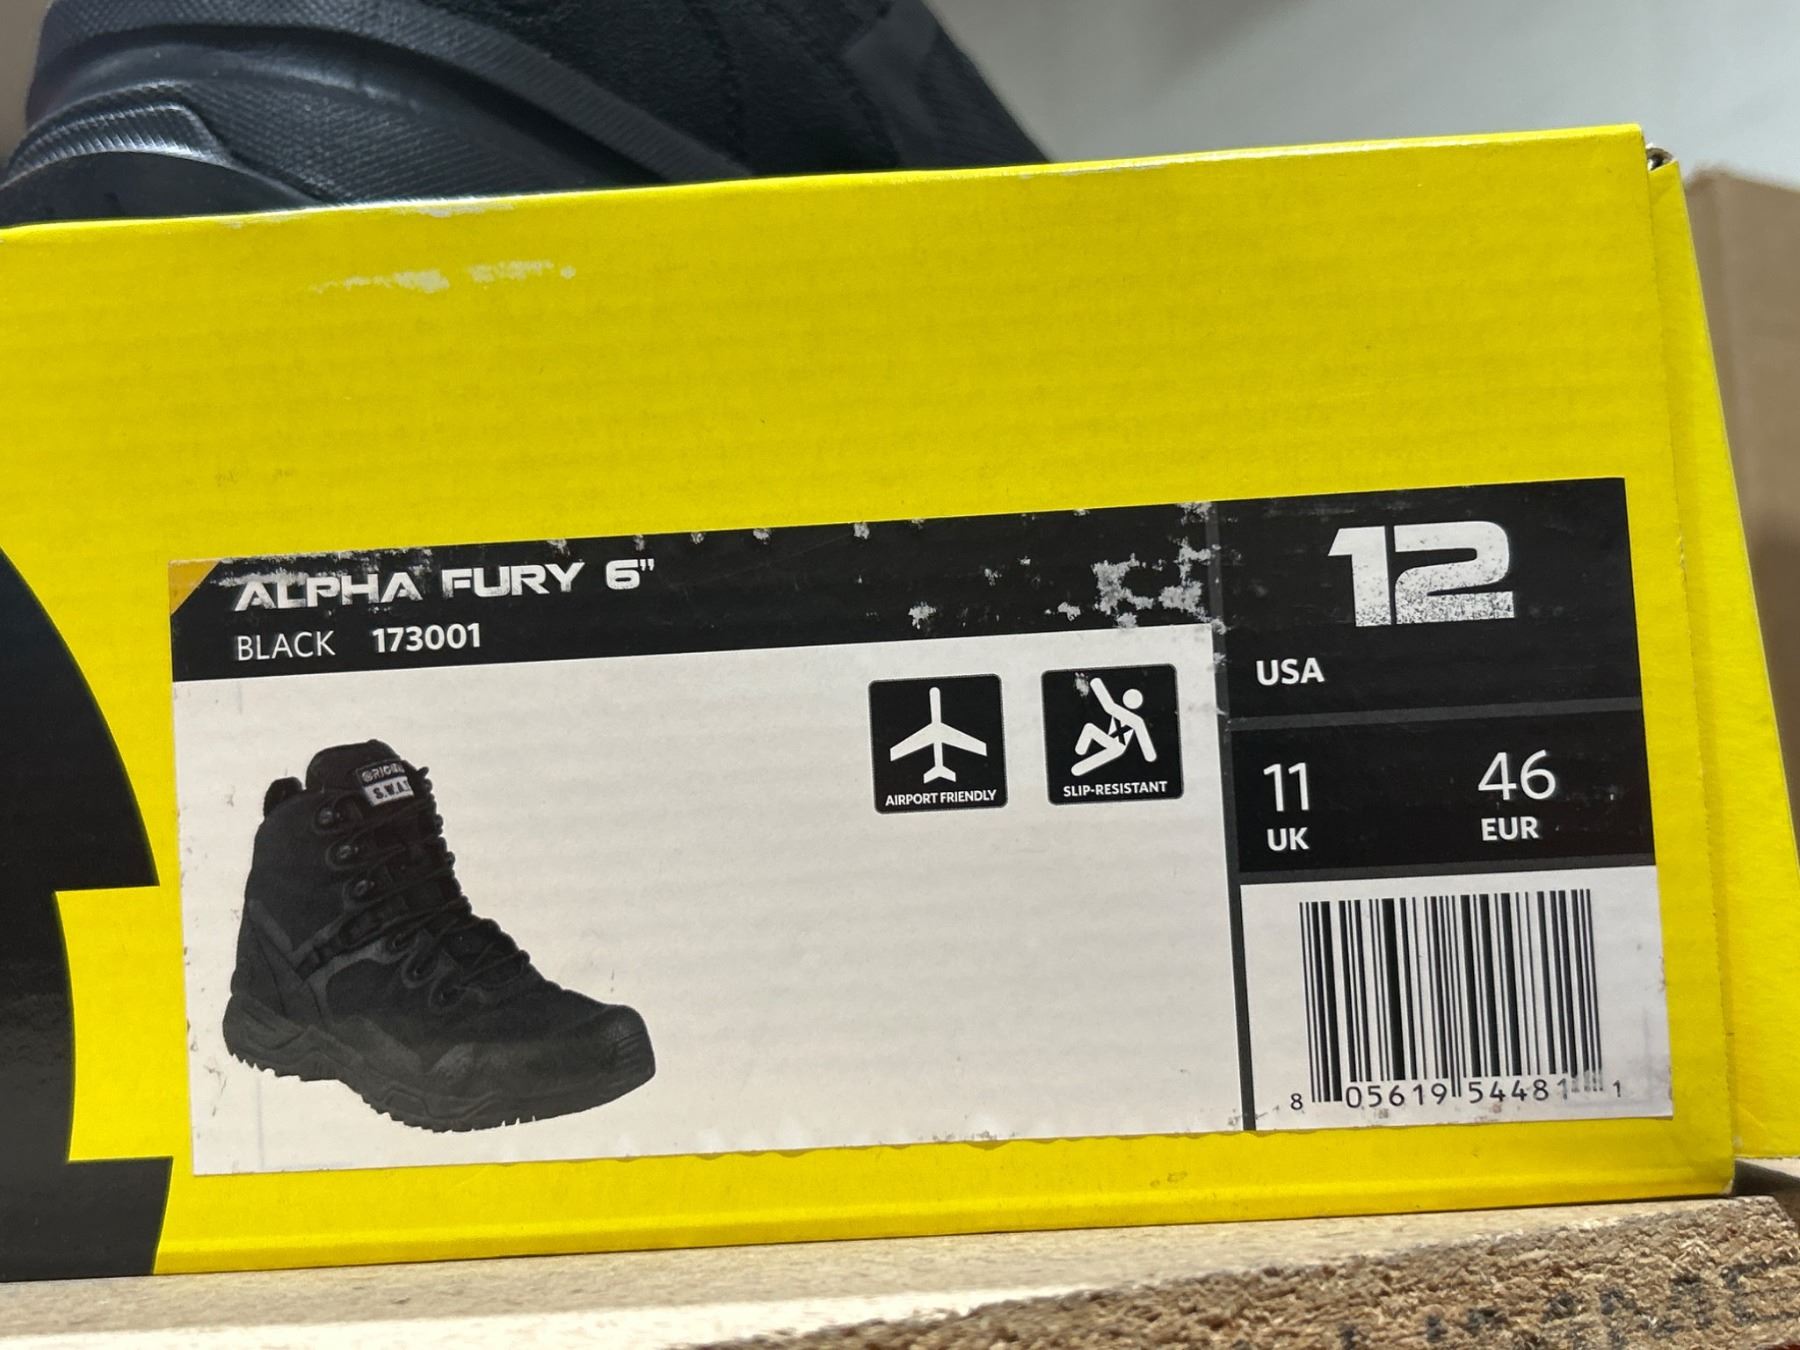 ALPHA FURY 6"
BLACK 173001
12
USA
11
UK
46
EUR
AIRPORT FRIENDLY
SLIP-RESISTANT
ORIGINAL
S.W.A.T.
8 05619 54481 1